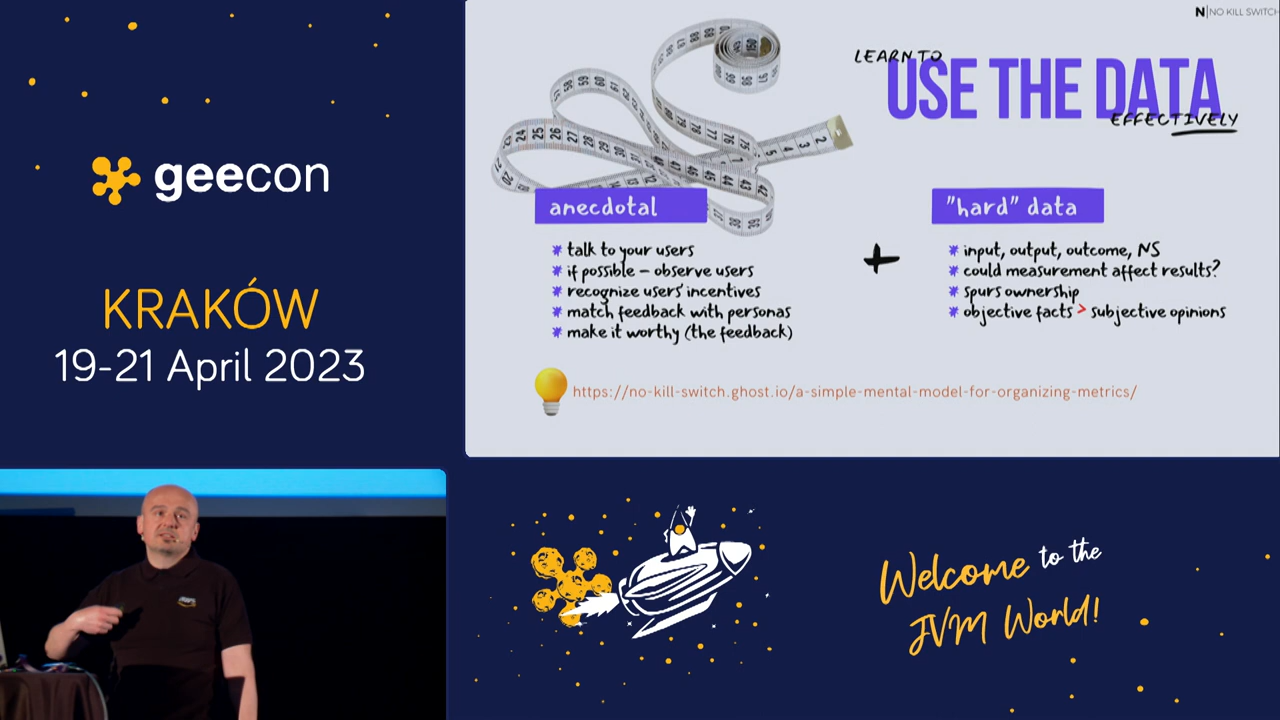 geecon
KRAKÓW
19-21 April 2023
N|NO KILL SWITCH
LEARN TO
USE THE DATA
EFFECTIVELY
anecdotal
* talk to your users
* if possible – observe users
* recognize users' incentives
* match feedback with personas
* make it worthy (the feedback)
+
"hard" data
* input, output, outcome, NS
* could measurement affect results?
* spurs ownership
* objective facts > subjective opinions
https://no-kill-switch.ghost.io/a-simple-mental-model-for-organizing-metrics/
Welcome to the
JVM World!